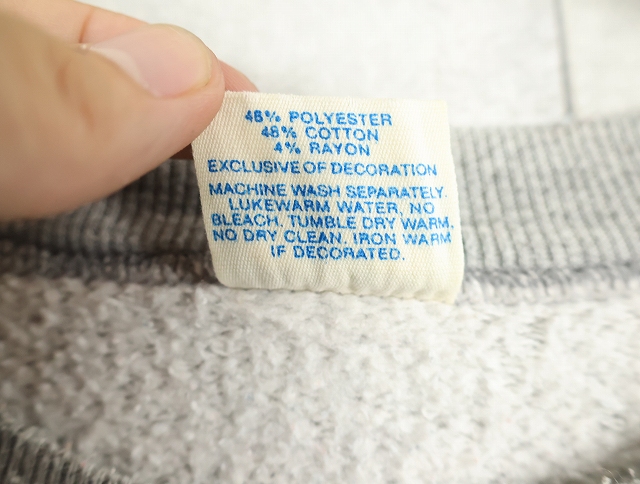 48% POLYESTER
48% COTTON
4% RAYON
EXCLUSIVE OF DECORATION
MACHINE WASH SEPARATELY.
LUKEWARM WATER, NO
BLEACH. TUMBLE DRY WARM.
NO DRY CLEAN. IRON WARM
IF DECORATED.